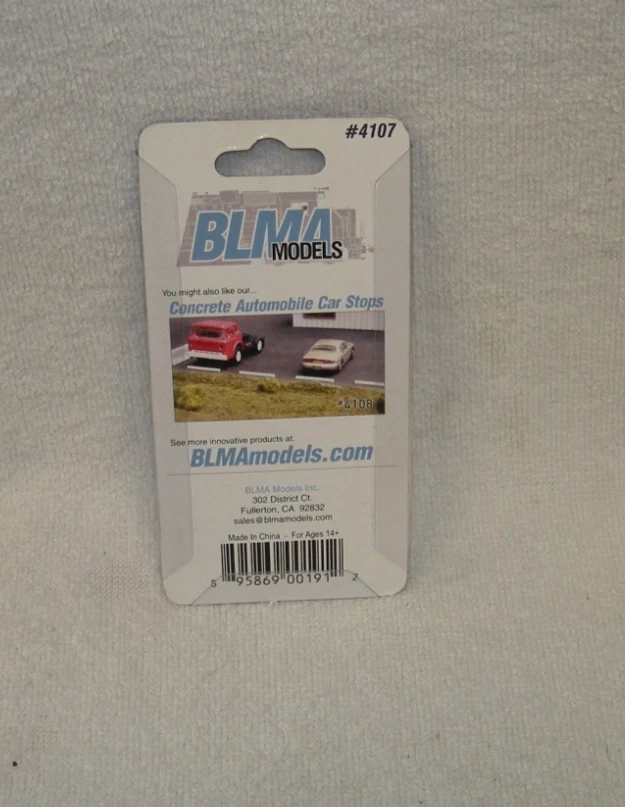 #4107
BLMA
MODELS
You might also like our...
Concrete Automobile Car Stops
#4108
See more innovative products at:
BLMAmodels.com
BLMA Models Inc.
302 District Ct.
Fullerton, CA 92832
sales@blmamodels.com
Made In China - For Ages 14+
8 95869 00191 2